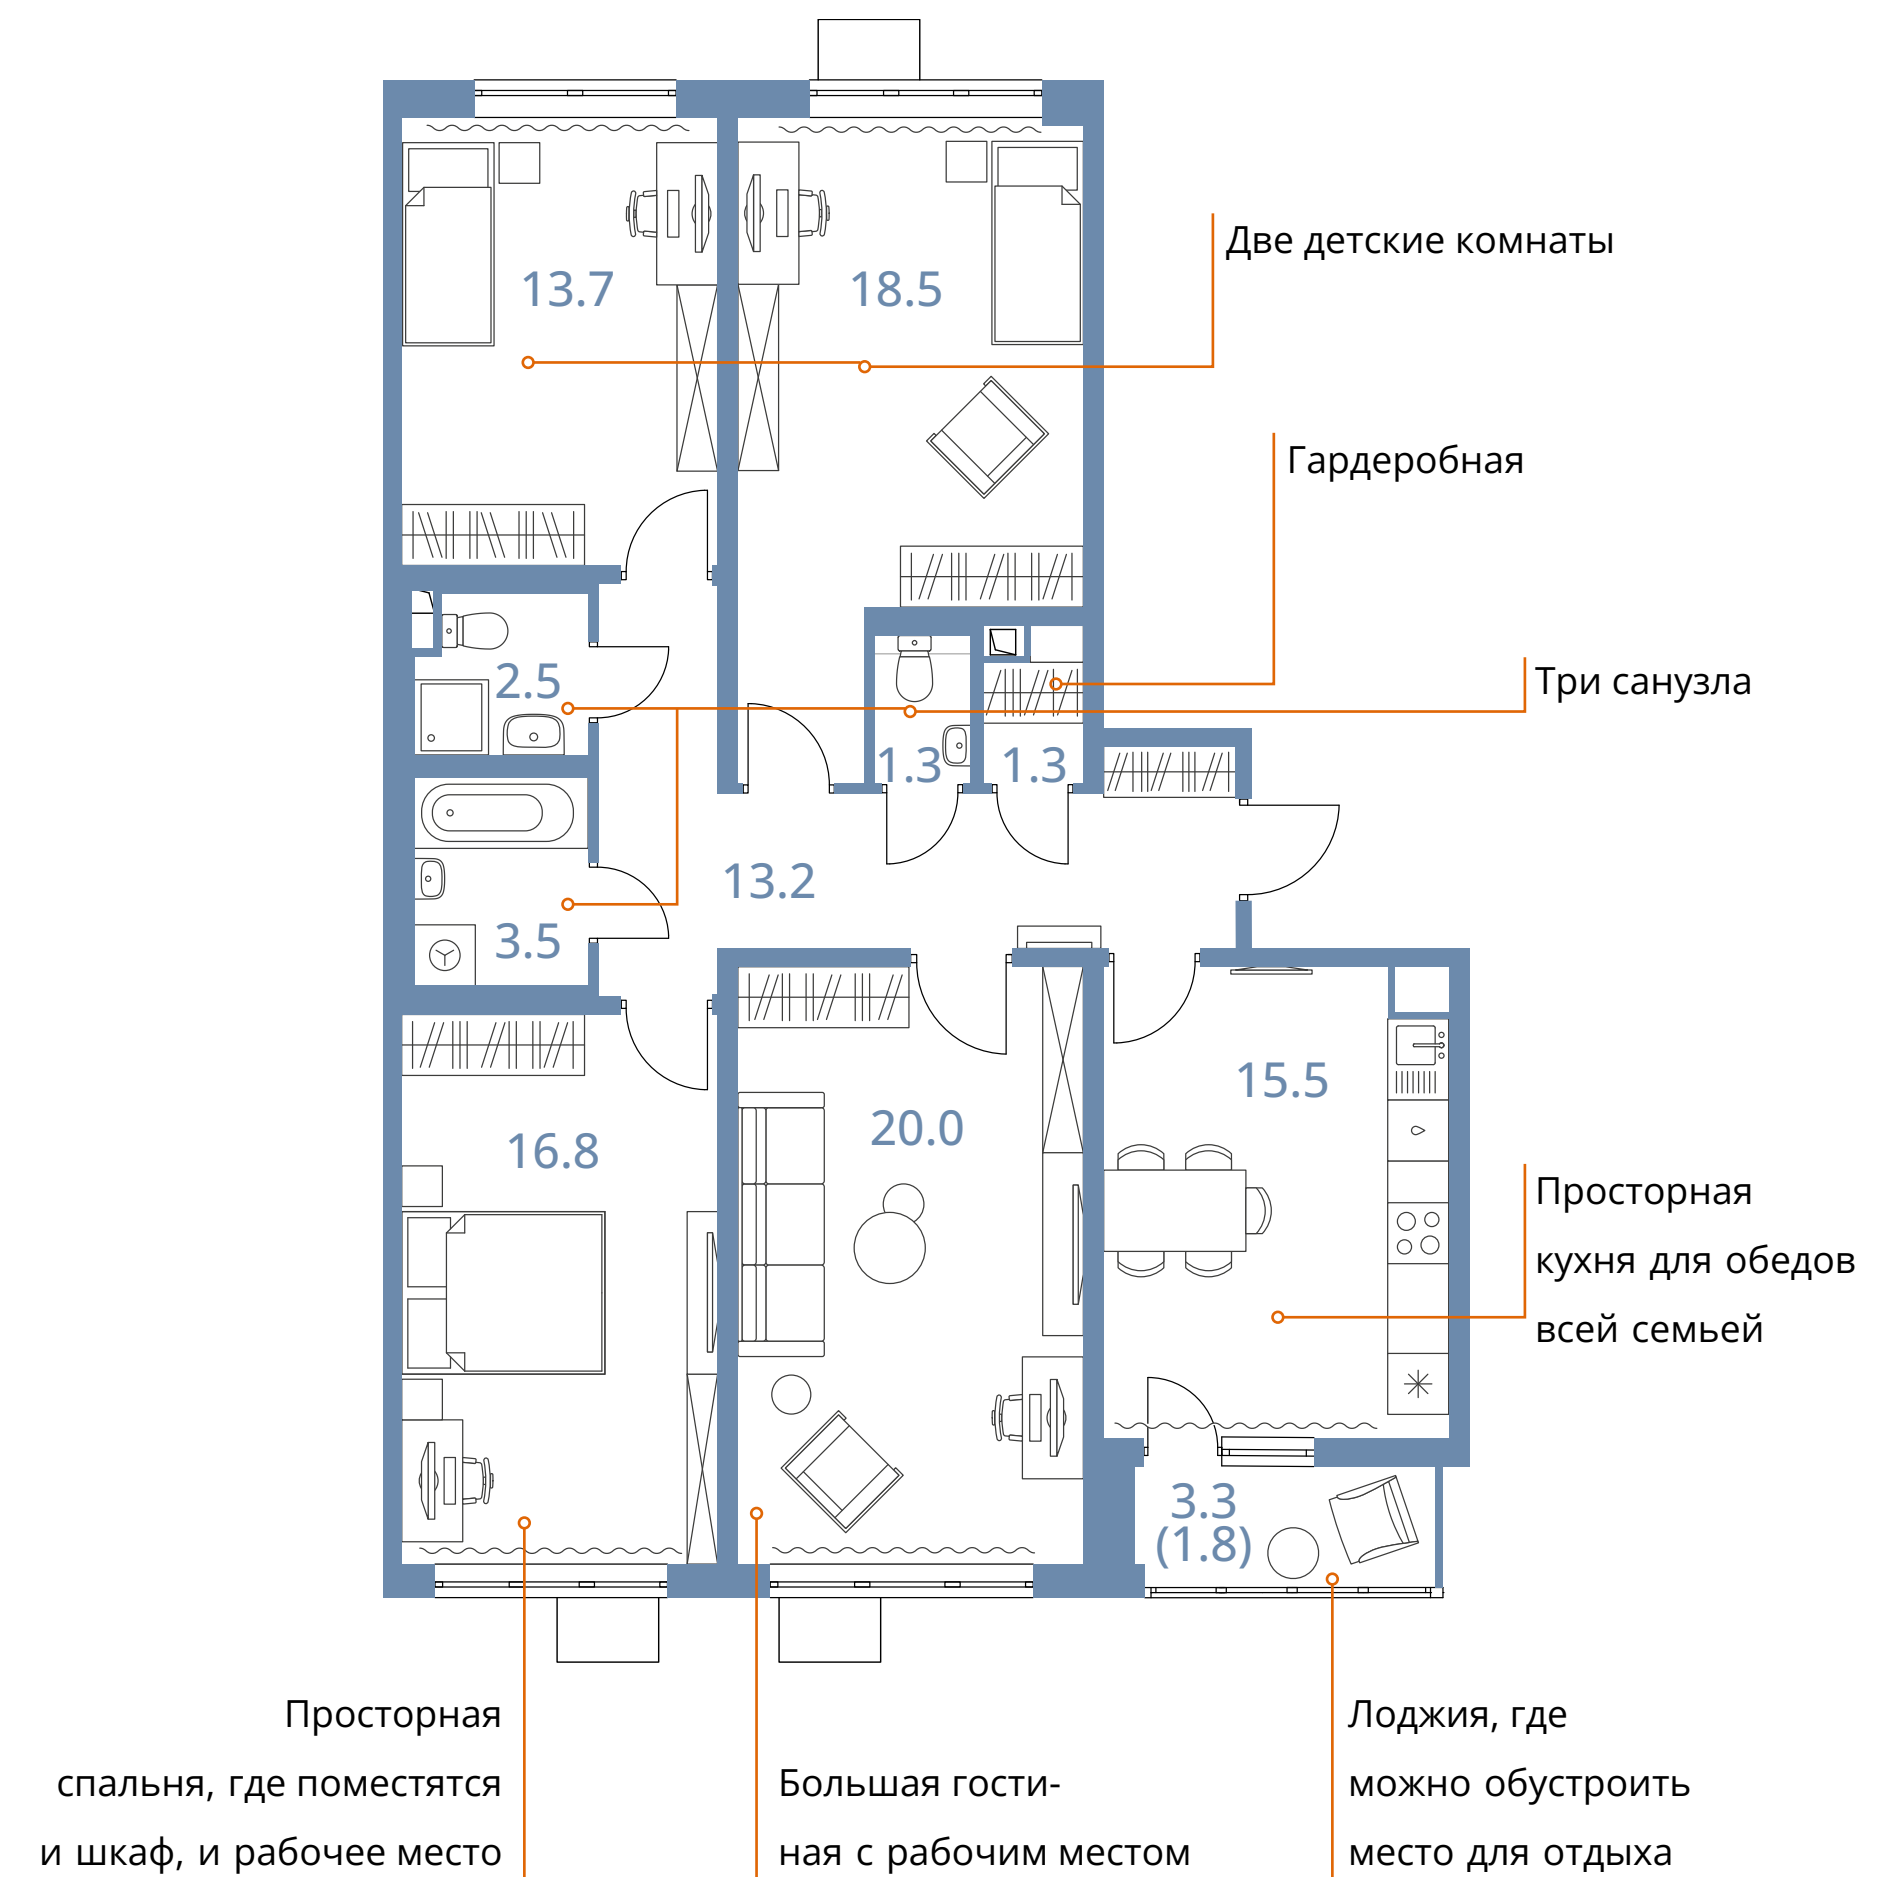 13.7
18.5
Две детские комнаты
Гардеробная
2.5
Три санузла
1.3
1.3
13.2
3.5
15.5
20.0
16.8
Просторная
кухня для обедов
всей семьей
3.3
(1.8)
Просторная
спальня, где поместятся
и шкаф, и рабочее место
Большая гости-
ная с рабочим местом
Лоджия, где
можно обустроить
место для отдыха